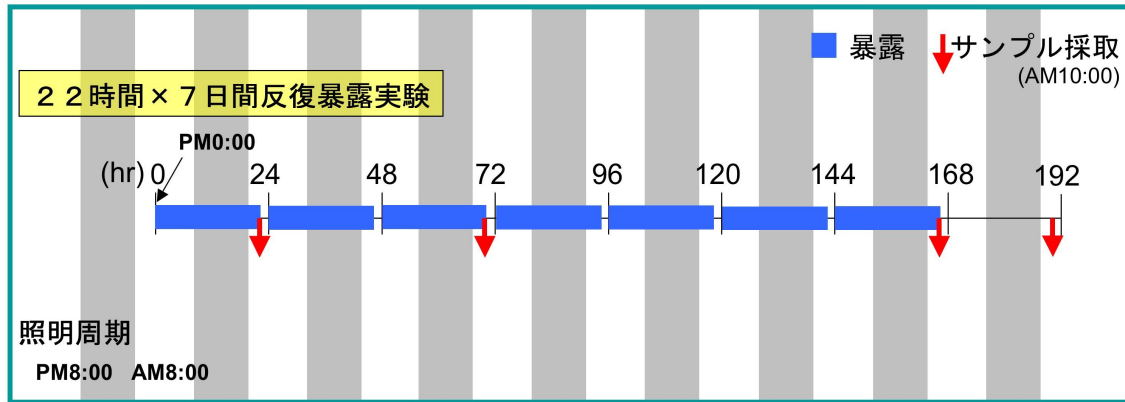 暴露 サンプル採取
(AM10:00)
２２時間×７日間反復暴露実験
PM0:00
(hr) 0 24 48 72 96 120 144 168 192
照明周期
PM8:00 AM8:00